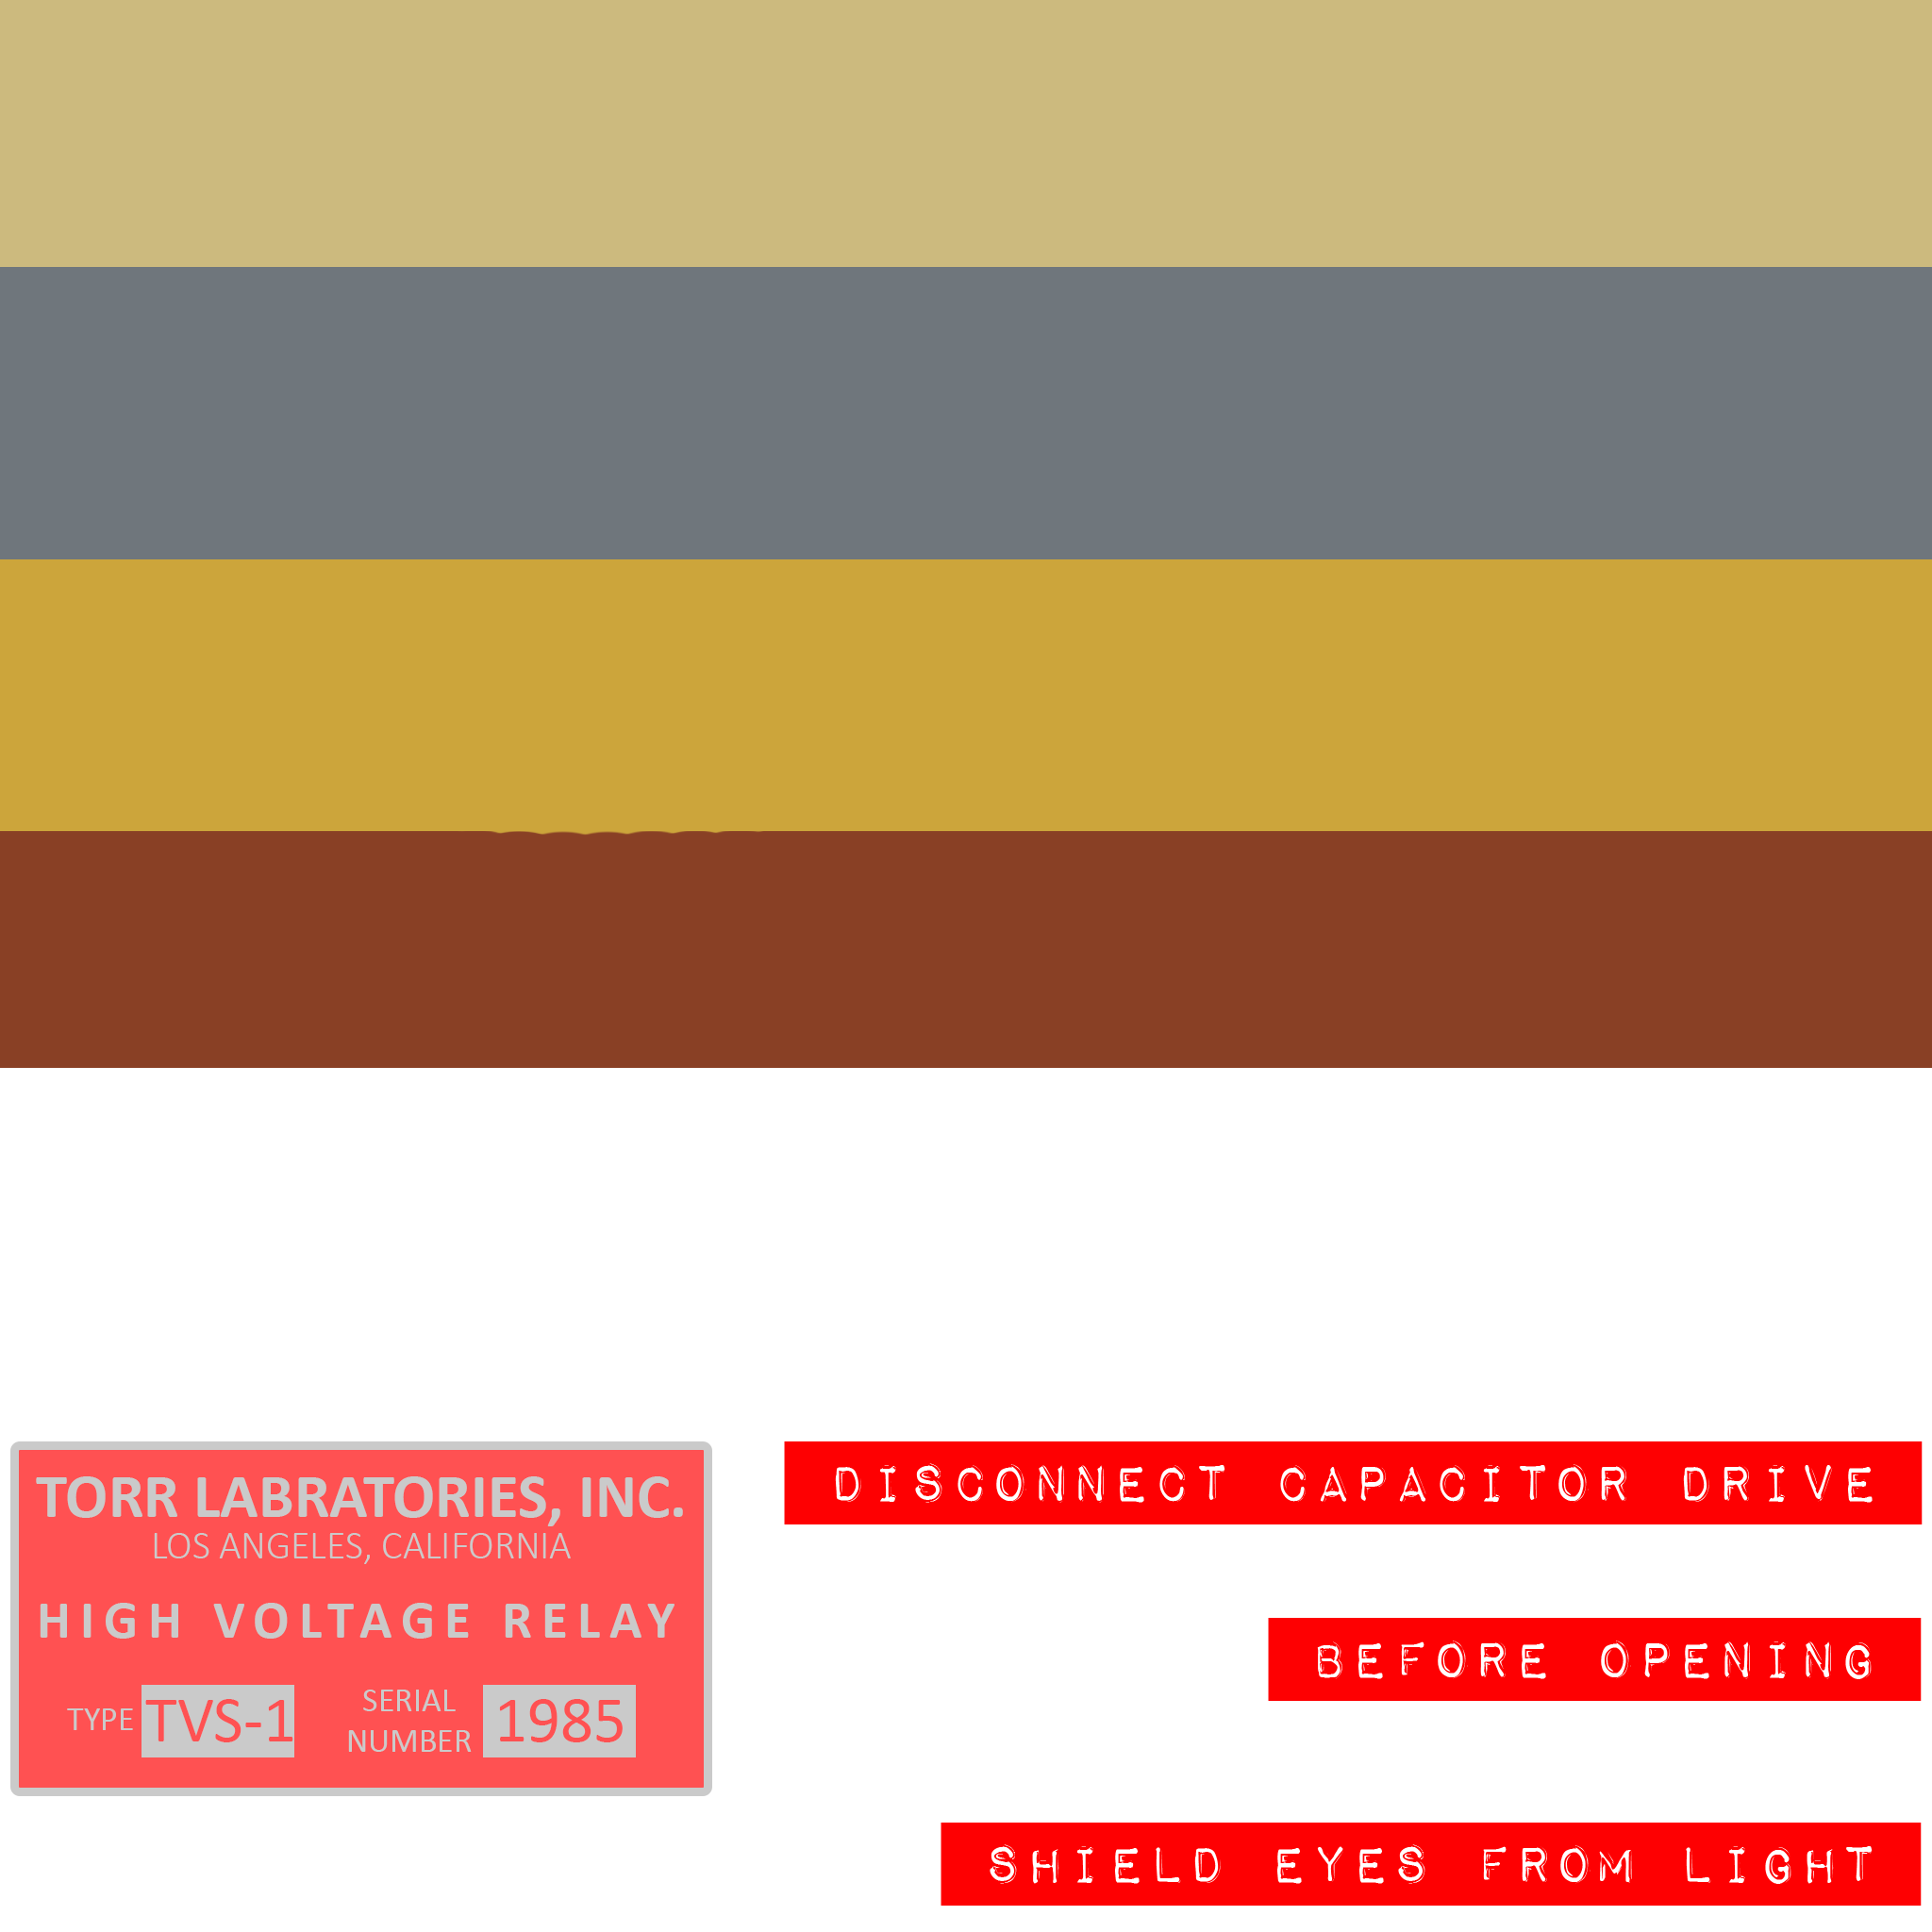 TORR LABRATORIES, INC.
LOS ANGELES, CALIFORNIA
HIGH VOLTAGE RELAY
TYPE TVS-1
SERIAL NUMBER 1985
DISCONNECT CAPACITOR DRIVE
BEFORE OPENING
SHIELD EYES FROM LIGHT